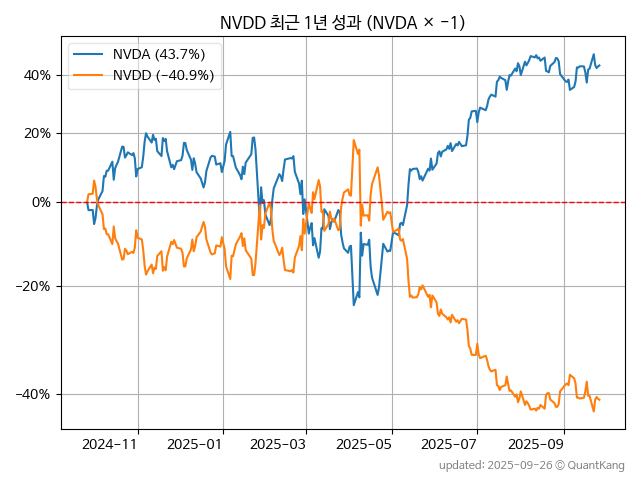 NVDD 최근 1년 성과 (NVDA × −1)
NVDA (43.7%)
NVDD (−40.9%)
40%
20%
0%
−20%
−40%
2024−11
2025−01
2025−03
2025−05
2025−07
2025−09
updated: 2025-09-26 © QuantKang